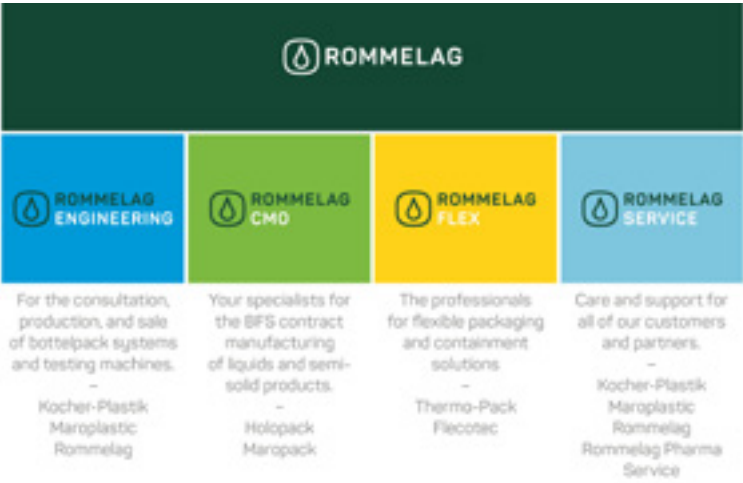 ROMMELAG
ROMMELAG
ENGINEERING
ROMMELAG
CMO
ROMMELAG
FLEX
ROMMELAG
SERVICE
For the consultation,
production, and sale
of bottelpack systems
and testing machines.
–
Kocher-Plastik
Maroplastic
Rommelag
Your specialists for
the BFS contract
manufacturing
of liquids and semi-
solid products.
–
Holopack
Maropack
The professionals
for flexible packaging
and containment
solutions
–
Thermo-Pack
Flecotec
Care and support for
all of our customers
and partners.
–
Kocher-Plastik
Maroplastic
Rommelag
Rommelag Pharma
Service